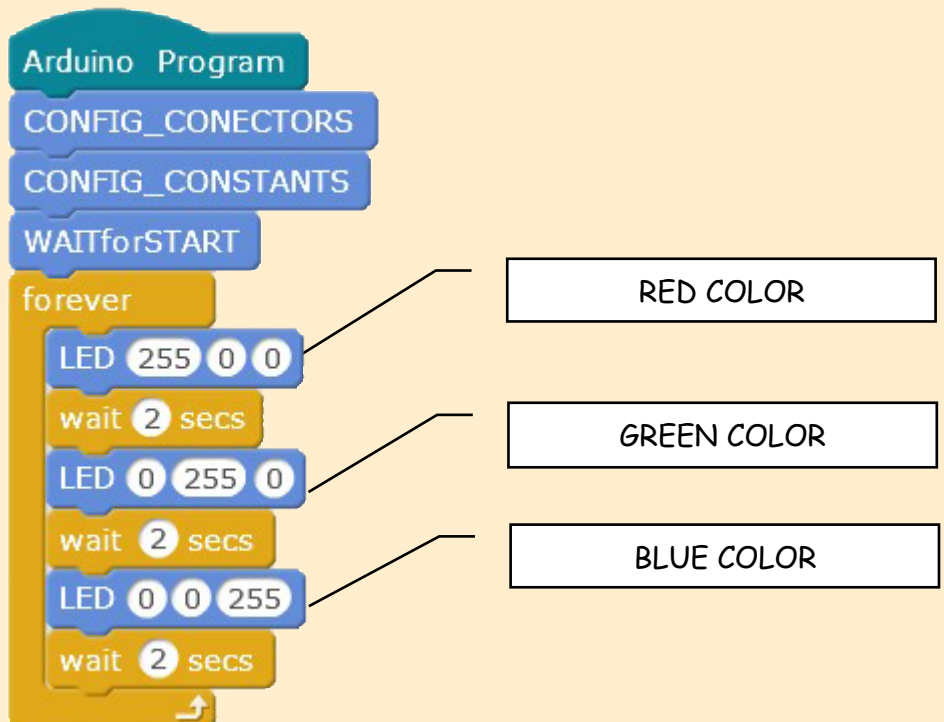 Arduino Program
CONFIG_CONECTORS
CONFIG_CONSTANTS
WAITforSTART
forever
LED 255 0 0
wait 2 secs
LED 0 255 0
wait 2 secs
LED 0 0 255
wait 2 secs
RED COLOR
GREEN COLOR
BLUE COLOR